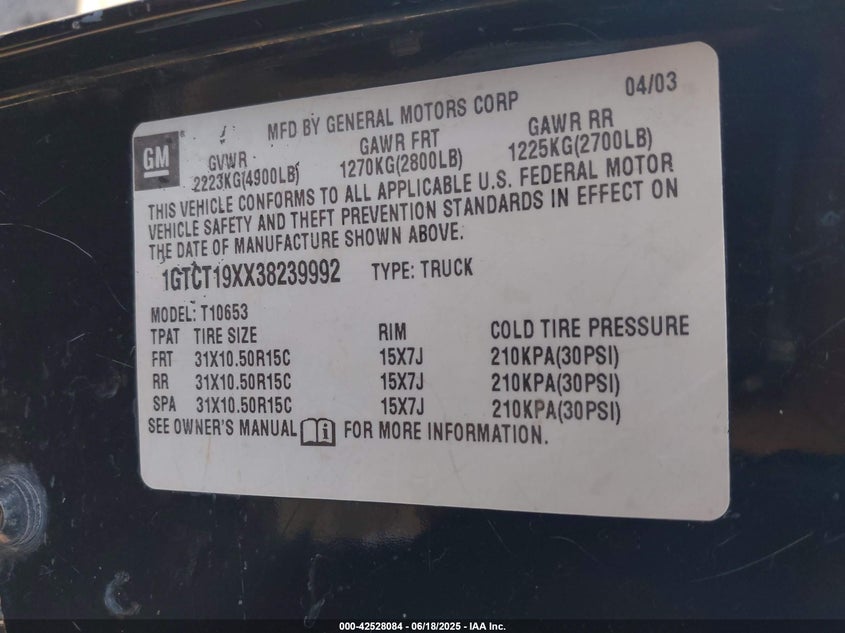 04/03
MFD BY GENERAL MOTORS CORP
GM
GVWR GAWR FRT GAWR RR
2223KG(4900LB) 1270KG(2800LB) 1225KG(2700LB)
THIS VEHICLE CONFORMS TO ALL APPLICABLE U.S. FEDERAL MOTOR
VEHICLE SAFETY AND THEFT PREVENTION STANDARDS IN EFFECT ON
THE DATE OF MANUFACTURE SHOWN ABOVE.
1GTCT19XX38239992 TYPE: TRUCK
MODEL: T10653
TPAT TIRE SIZE RIM COLD TIRE PRESSURE
FRT 31X10.50R15C 15X7J 210KPA(30PSI)
RR 31X10.50R15C 15X7J 210KPA(30PSI)
SPA 31X10.50R15C 15X7J 210KPA(30PSI)
SEE OWNER'S MANUAL i FOR MORE INFORMATION.
000-42528084 - 06/18/2025 - IAA Inc.